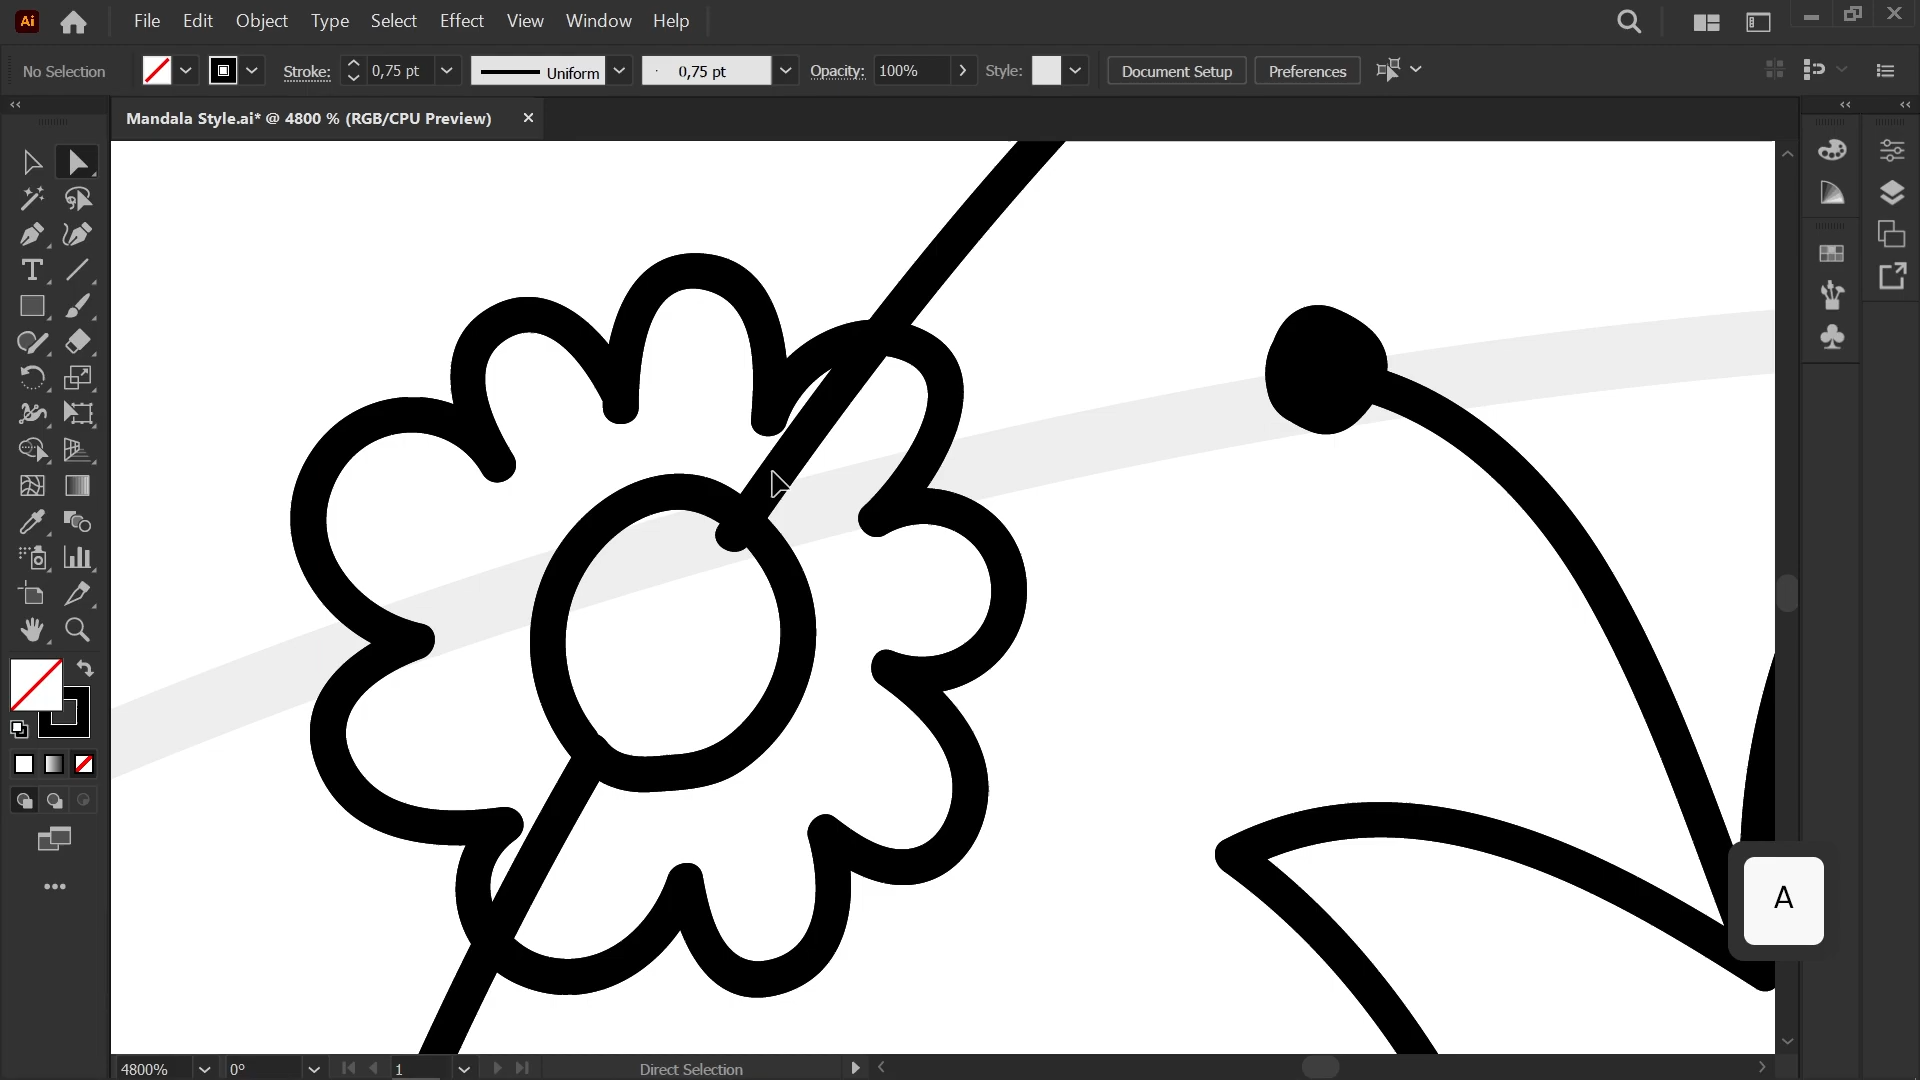 Ai File Edit Object Type Select Effect View Window Help
No Selection Stroke: 0,75 pt Uniform 0,75 pt Opacity: 100% Style: Document Setup Preferences
Mandala Style.ai* @ 4800 % (RGB/CPU Preview)
A
4800% 0° 1 Direct Selection